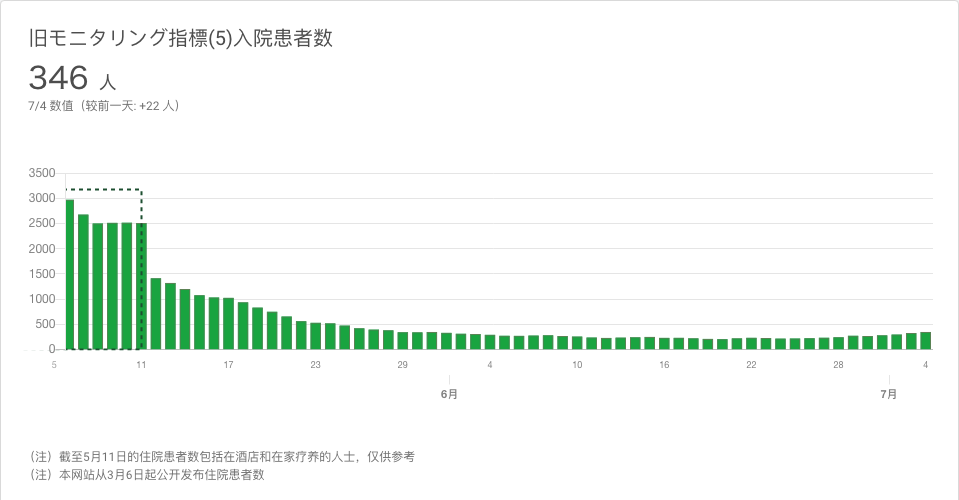 旧モニタリング指標(5)入院患者数
346 人
7/4 数值（较前一天: +22 人）
3500
3000
2500
2000
1500
1000
500
0
5 11 17 23 29 4 10 16 22 28 4
6月 7月
（注）截至5月11日的住院患者数包括在酒店和在家疗养的人士，仅供参考
（注）本网站从3月6日起公开发布住院患者数